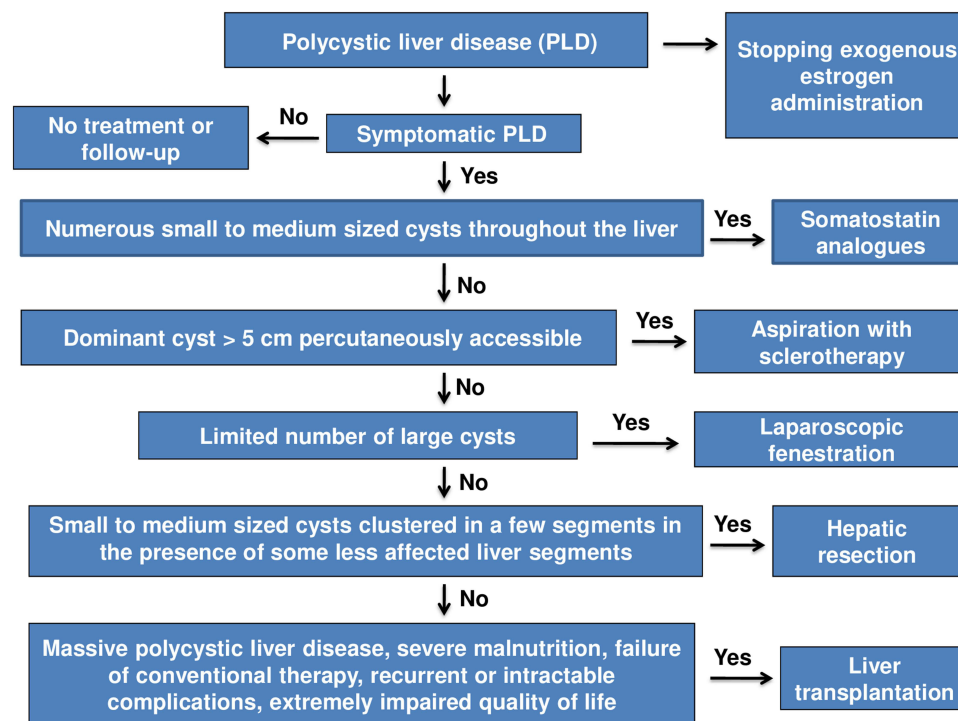 Polycystic liver disease (PLD)
Stopping exogenous
estrogen
administration
No treatment or
follow-up
No
Symptomatic PLD
Yes
Numerous small to medium sized cysts throughout the liver
Yes
Somatostatin
analogues
No
Dominant cyst > 5 cm percutaneously accessible
Yes
Aspiration with
sclerotherapy
No
Limited number of large cysts
Yes
Laparoscopic
fenestration
No
Small to medium sized cysts clustered in a few segments in
the presence of some less affected liver segments
Yes
Hepatic
resection
No
Massive polycystic liver disease, severe malnutrition, failure
of conventional therapy, recurrent or intractable
complications, extremely impaired quality of life
Yes
Liver
transplantation